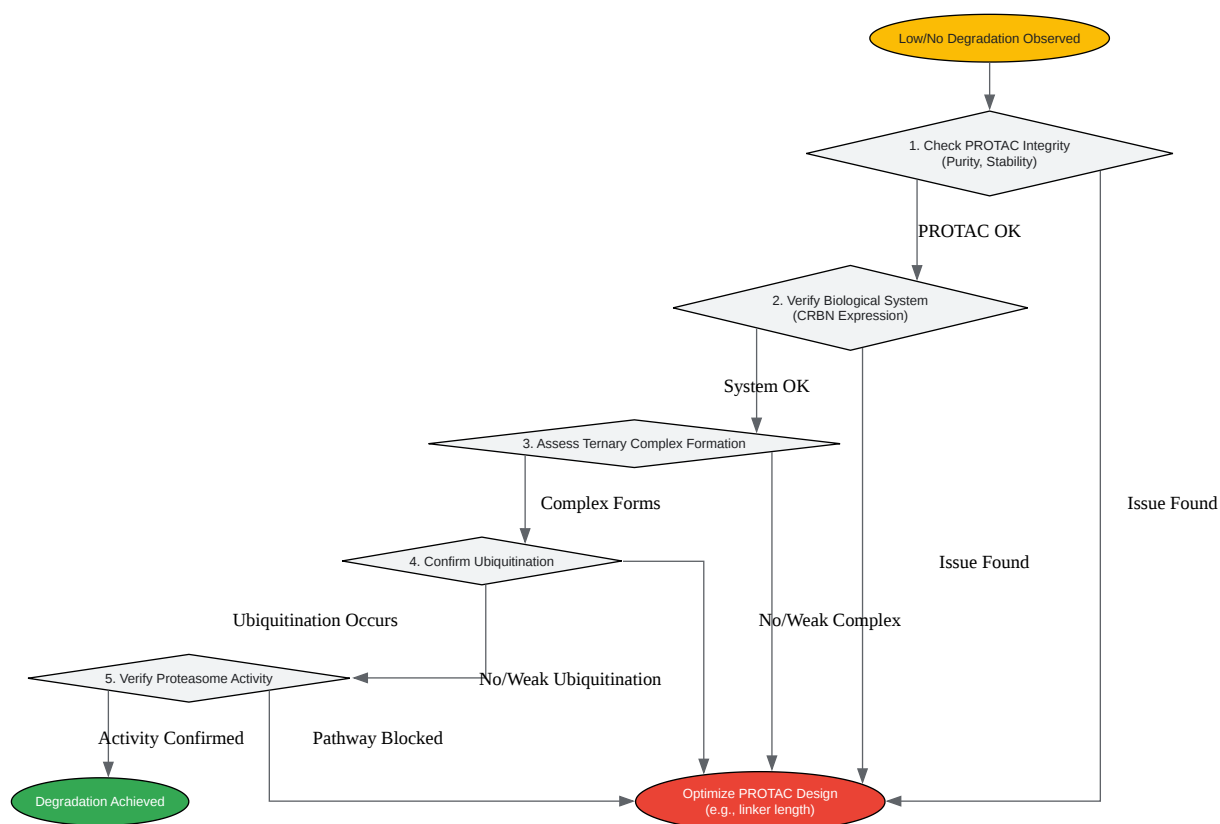 Low/No Degradation Observed
1. Check PROTAC Integrity
(Purity, Stability)
PROTAC OK
2. Verify Biological System
(CRBN Expression)
System OK
3. Assess Ternary Complex Formation
Complex Forms
Issue Found
4. Confirm Ubiquitination
Issue Found
Ubiquitination Occurs
No/Weak Complex
5. Verify Proteasome Activity
No/Weak Ubiquitination
Activity Confirmed
Pathway Blocked
Degradation Achieved
Optimize PROTAC Design
(e.g., linker length)